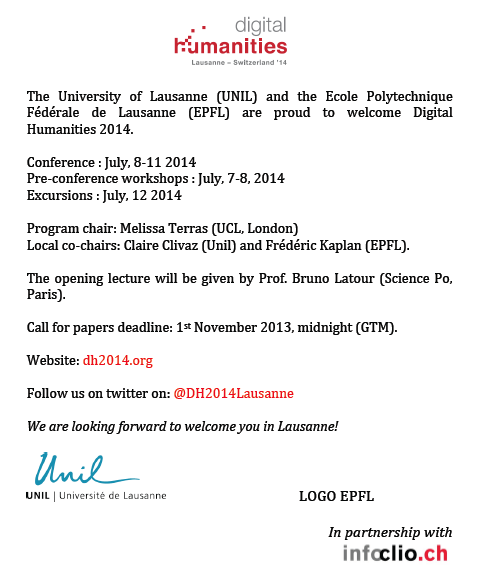 digital
humanities
Lausanne – Switzerland '14
The University of Lausanne (UNIL) and the Ecole Polytechnique
Fédérale de Lausanne (EPFL) are proud to welcome Digital
Humanities 2014.
Conference : July, 8-11 2014
Pre-conference workshops : July, 7-8, 2014
Excursions : July, 12 2014
Program chair: Melissa Terras (UCL, London)
Local co-chairs: Claire Clivaz (Unil) and Frédéric Kaplan (EPFL).
The opening lecture will be given by Prof. Bruno Latour (Science Po,
Paris).
Call for papers deadline: 1st November 2013, midnight (GTM).
Website: dh2014.org
Follow us on twitter on: @DH2014Lausanne
We are looking forward to welcome you in Lausanne!
Unil
UNIL | Université de Lausanne
LOGO EPFL
In partnership with
infoclio.ch